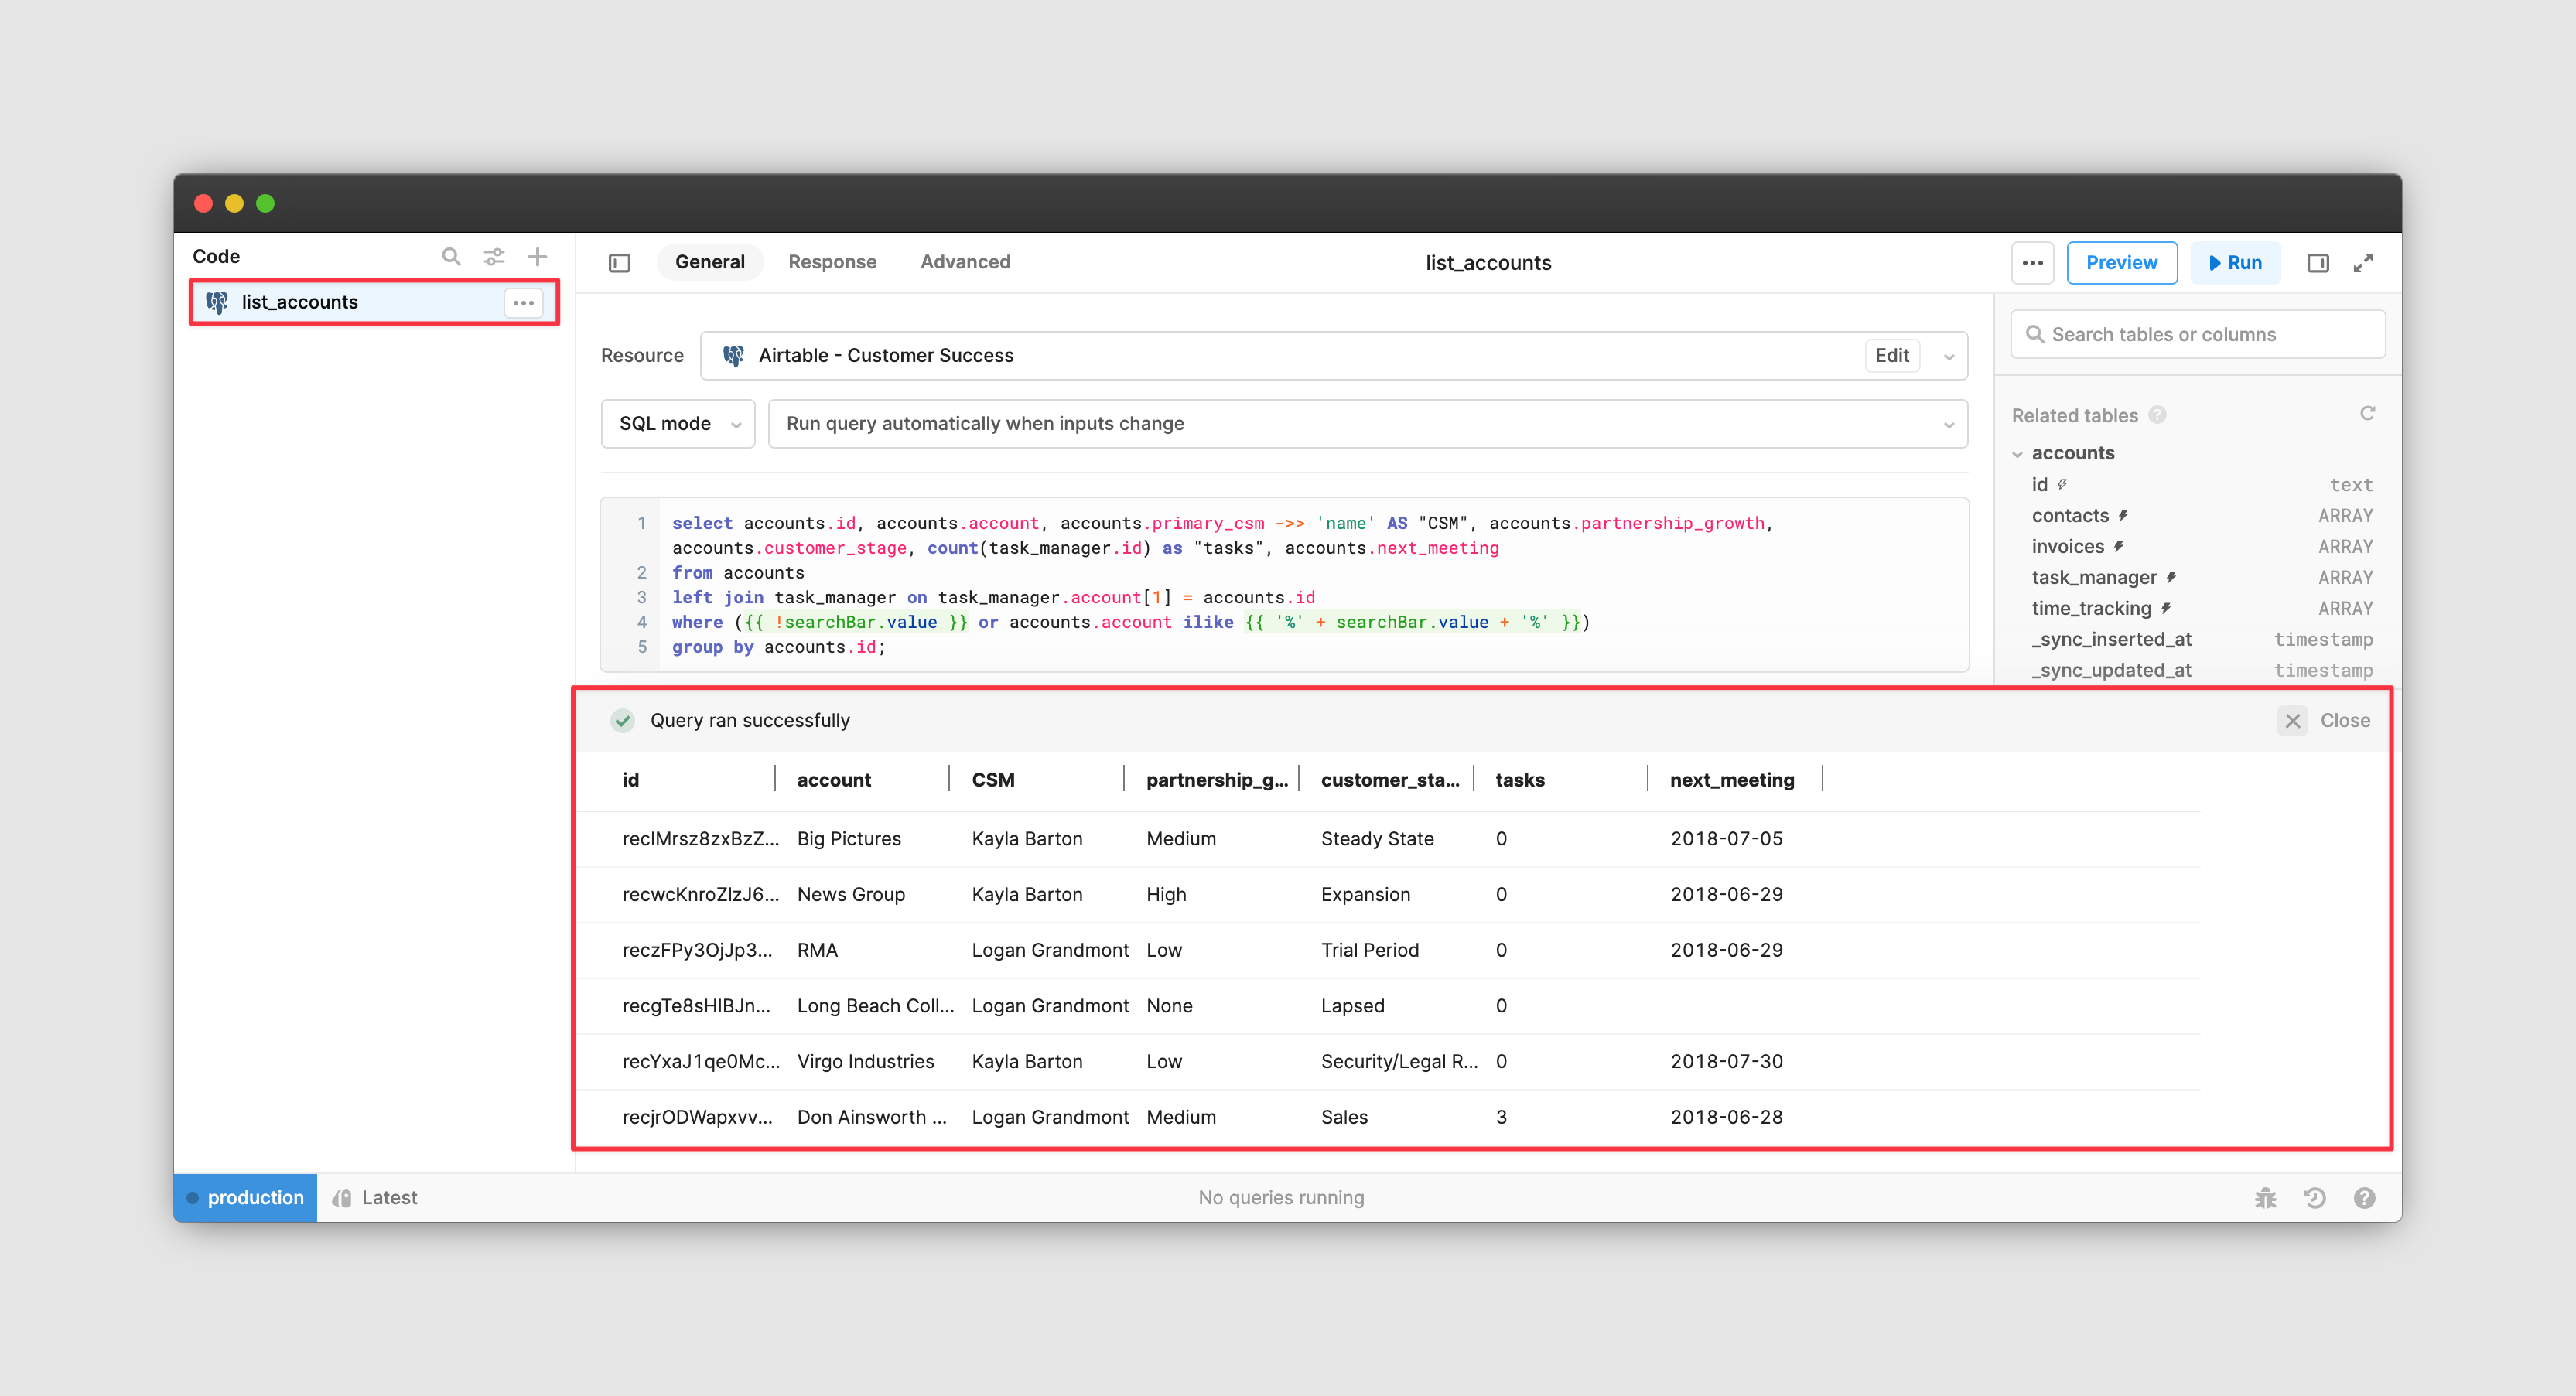 Code
list_accounts
General Response Advanced
list_accounts
Preview Run
Resource Airtable - Customer Success Edit
SQL mode Run query automatically when inputs change
1 select accounts.id, accounts.account, accounts.primary_csm ->> 'name' AS "CSM", accounts.partnership_growth,
accounts.customer_stage, count(task_manager.id) as "tasks", accounts.next_meeting
2 from accounts
3 left join task_manager on task_manager.account[1] = accounts.id
4 where ({{ !searchBar.value }} or accounts.account ilike {{ '%' + searchBar.value + '%' }})
5 group by accounts.id;
Search tables or columns
Related tables ?
accounts
id text
contacts ARRAY
invoices ARRAY
task_manager ARRAY
time_tracking ARRAY
_sync_inserted_at timestamp
_sync_updated_at timestamp
Query ran successfully Close
id account CSM partnership_g... customer_sta... tasks next_meeting
reclMrsz8zxBzZ... Big Pictures Kayla Barton Medium Steady State 0 2018-07-05
recwcKnroZlzJ6... News Group Kayla Barton High Expansion 0 2018-06-29
reczFPy3OjJp3... RMA Logan Grandmont Low Trial Period 0 2018-06-29
recgTe8sHIBJn... Long Beach Coll... Logan Grandmont None Lapsed 0
recYxaJ1qe0Mc... Virgo Industries Kayla Barton Low Security/Legal R... 0 2018-07-30
recjrODWapxvv... Don Ainsworth ... Logan Grandmont Medium Sales 3 2018-06-28
production Latest No queries running ?